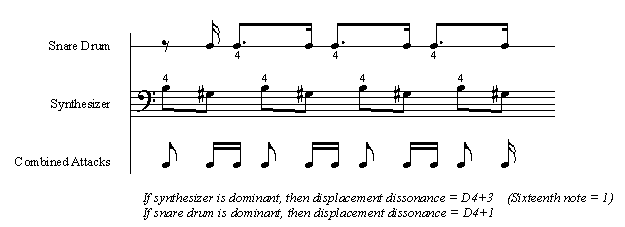 Snare Drum
4 4 4
4 4 4 4
Synthesizer
Combined Attacks
If synthesizer is dominant, then displacement dissonance = D4+3 (Sixteenth note = 1)
If snare drum is dominant, then displacement dissonance = D4+1